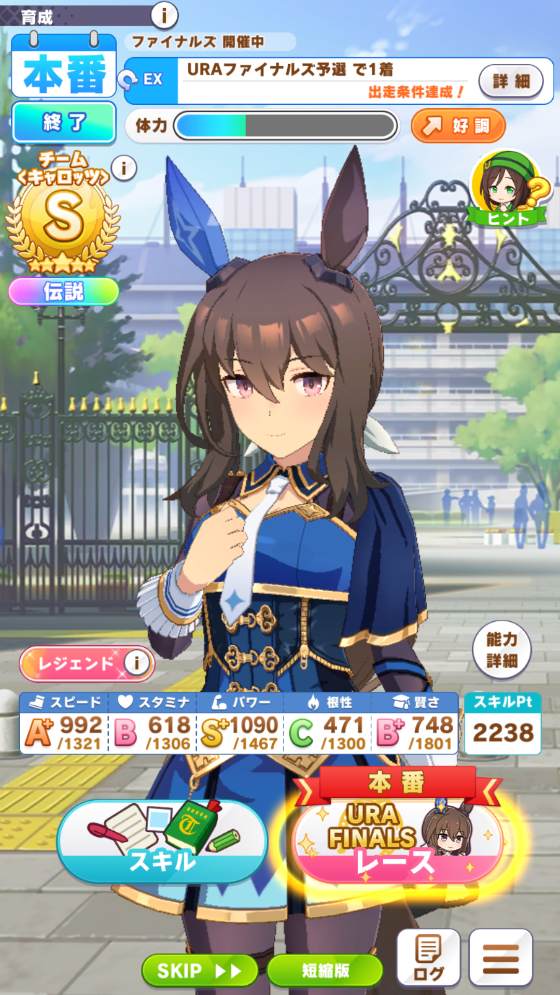 育成
i
ファイナルズ 開催中
本番
EX
URAファイナルズ予選 で1着
出走条件達成！
詳細
終了
体力
好調
チーム
〈キャロッツ〉
i
S
伝説
?
ヒント
レジェンド
i
能力
詳細
スピード
スタミナ
パワー
根性
賢さ
スキルPt
A+ 992
/1321
B 618
/1306
S+ 1090
/1467
C 471
/1300
B+ 748
/1801
2238
本番
スキル
URA
FINALS
レース
SKIP
短縮版
ログ